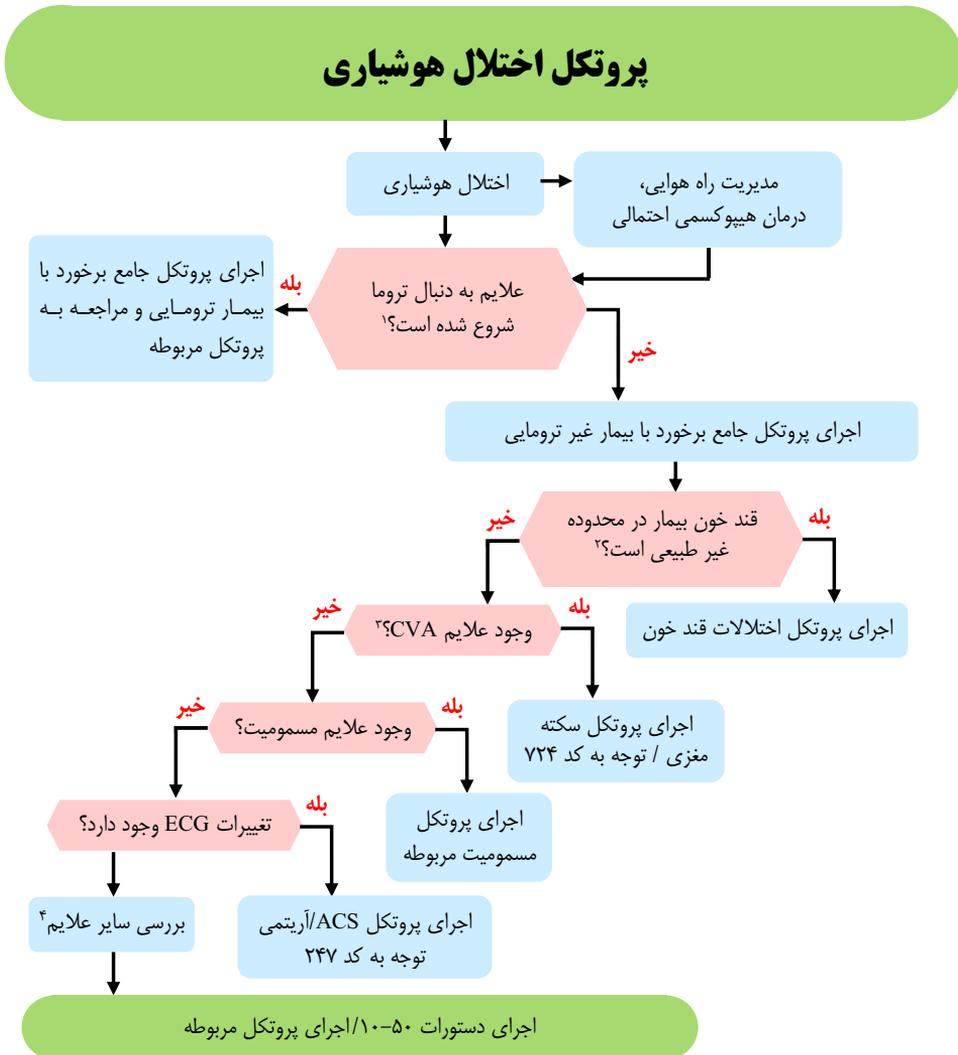 پروتکل اختلال هوشیاری
اختلال هوشیاری
مدیریت راه هوایی،
درمان هیپوکسمی احتمالی
علایم به دنبال تروما
شروع شده است؟۱
بله
اجرای پروتکل جامع برخورد با
بیمـار ترومـایی و مراجعـه بـه
پروتکل مربوطه
خیر
اجرای پروتکل جامع برخورد با بیمار غیر ترومایی
قند خون بیمار در محدوده
غیر طبیعی است؟۲
بله
خیر
اجرای پروتکل اختلالات قند خون
وجود علایم CVA؟۳
بله
خیر
اجرای پروتکل سکته
مغزی / توجه به کد ۷۲۴
وجود علایم مسمومیت؟
بله
خیر
اجرای پروتکل
مسمومیت مربوطه
تغییرات ECG وجود دارد؟
بله
اجرای پروتکل ACS/آریتمی
توجه به کد ۲۴۷
بررسی سایر علایم۴
اجرای دستورات ۵۰-۱۰/اجرای پروتکل مربوطه